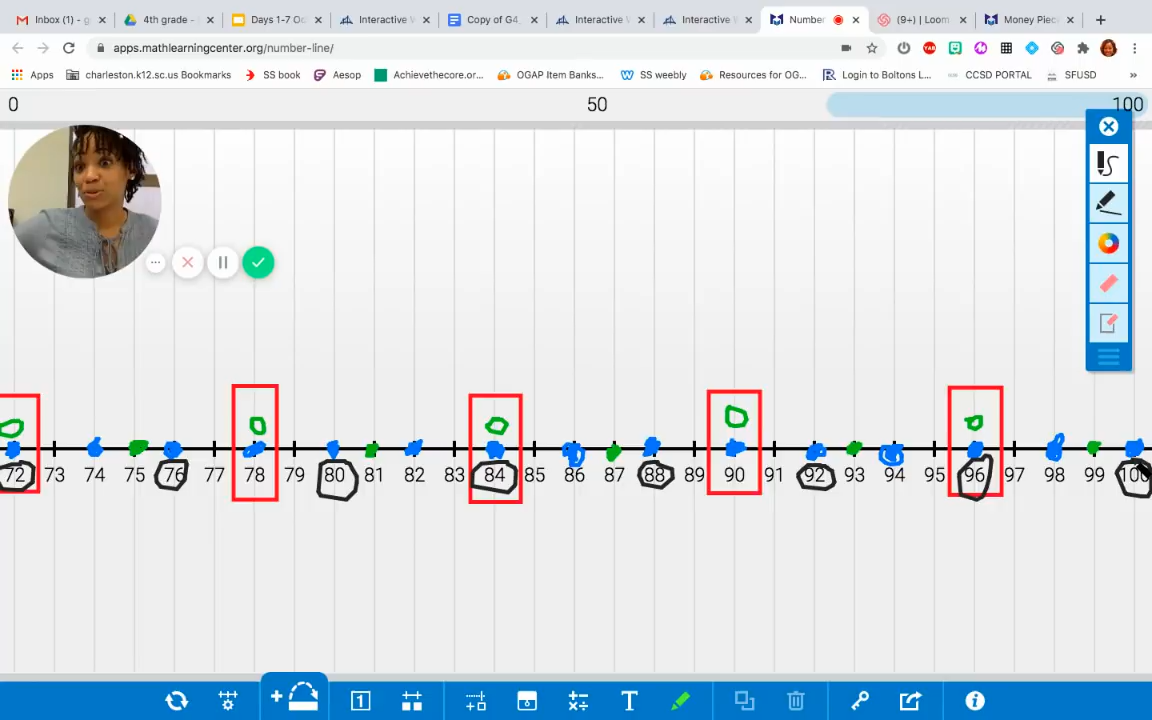 Inbox (1) - g
4th grade -
Days 1-7 Oc
Interactive V
Copy of G4_
Interactive W
Interactive W
Number
(9+) | Loom
Money Piec
apps.mathlearningcenter.org/number-line/
Apps
charleston.k12.sc.us Bookmarks
SS book
Aesop
Achievethecore.or...
OGAP Item Banks...
SS weekly
Resources for OG...
Login to Boltons L...
CCSD PORTAL
SFUSD
»
0 50 100
72 73 74 75 76 77 78 79 80 81 82 83 84 85 86 87 88 89 90 91 92 93 94 95 96 97 98 99 100
1
T